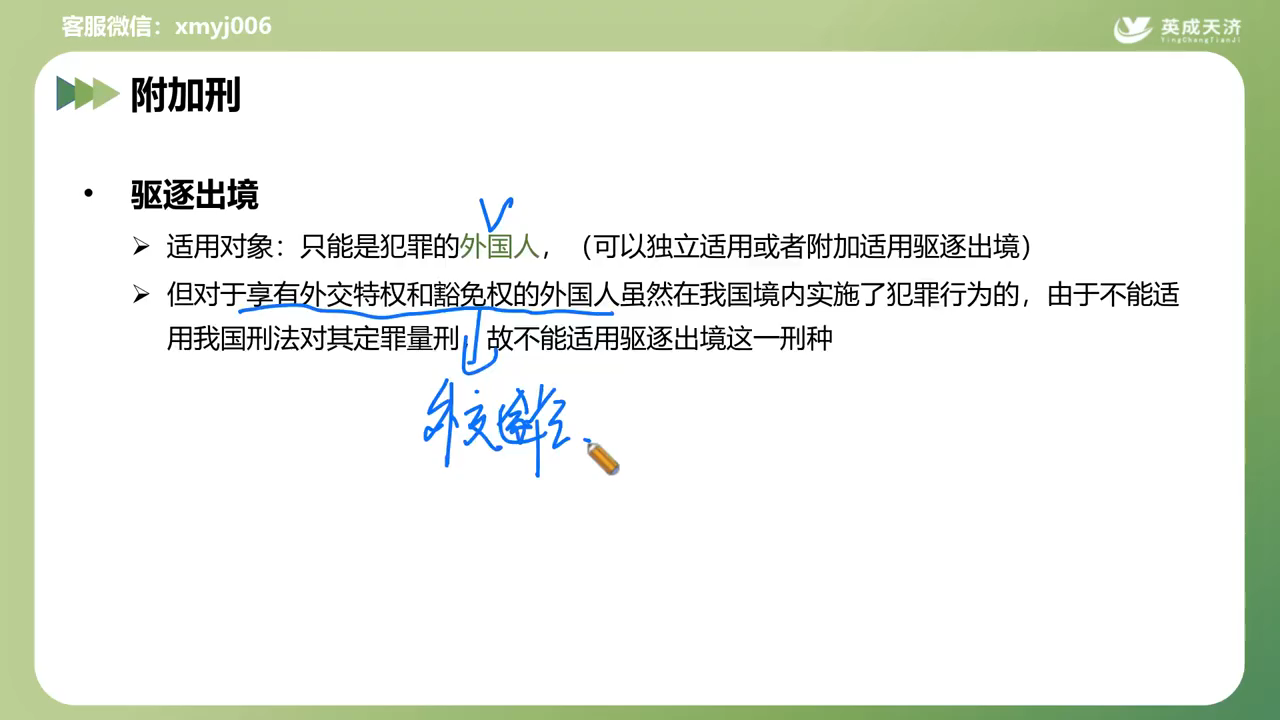 客服微信：xmyj006
英成天济
YingChengTianJi
附加刑
• 驱逐出境
适用对象：只能是犯罪的外国人，（可以独立适用或者附加适用驱逐出境）
但对于享有外交特权和豁免权的外国人虽然在我国境内实施了犯罪行为的，由于不能适
用我国刑法对其定罪量刑，故不能适用驱逐出境这一刑种
外交